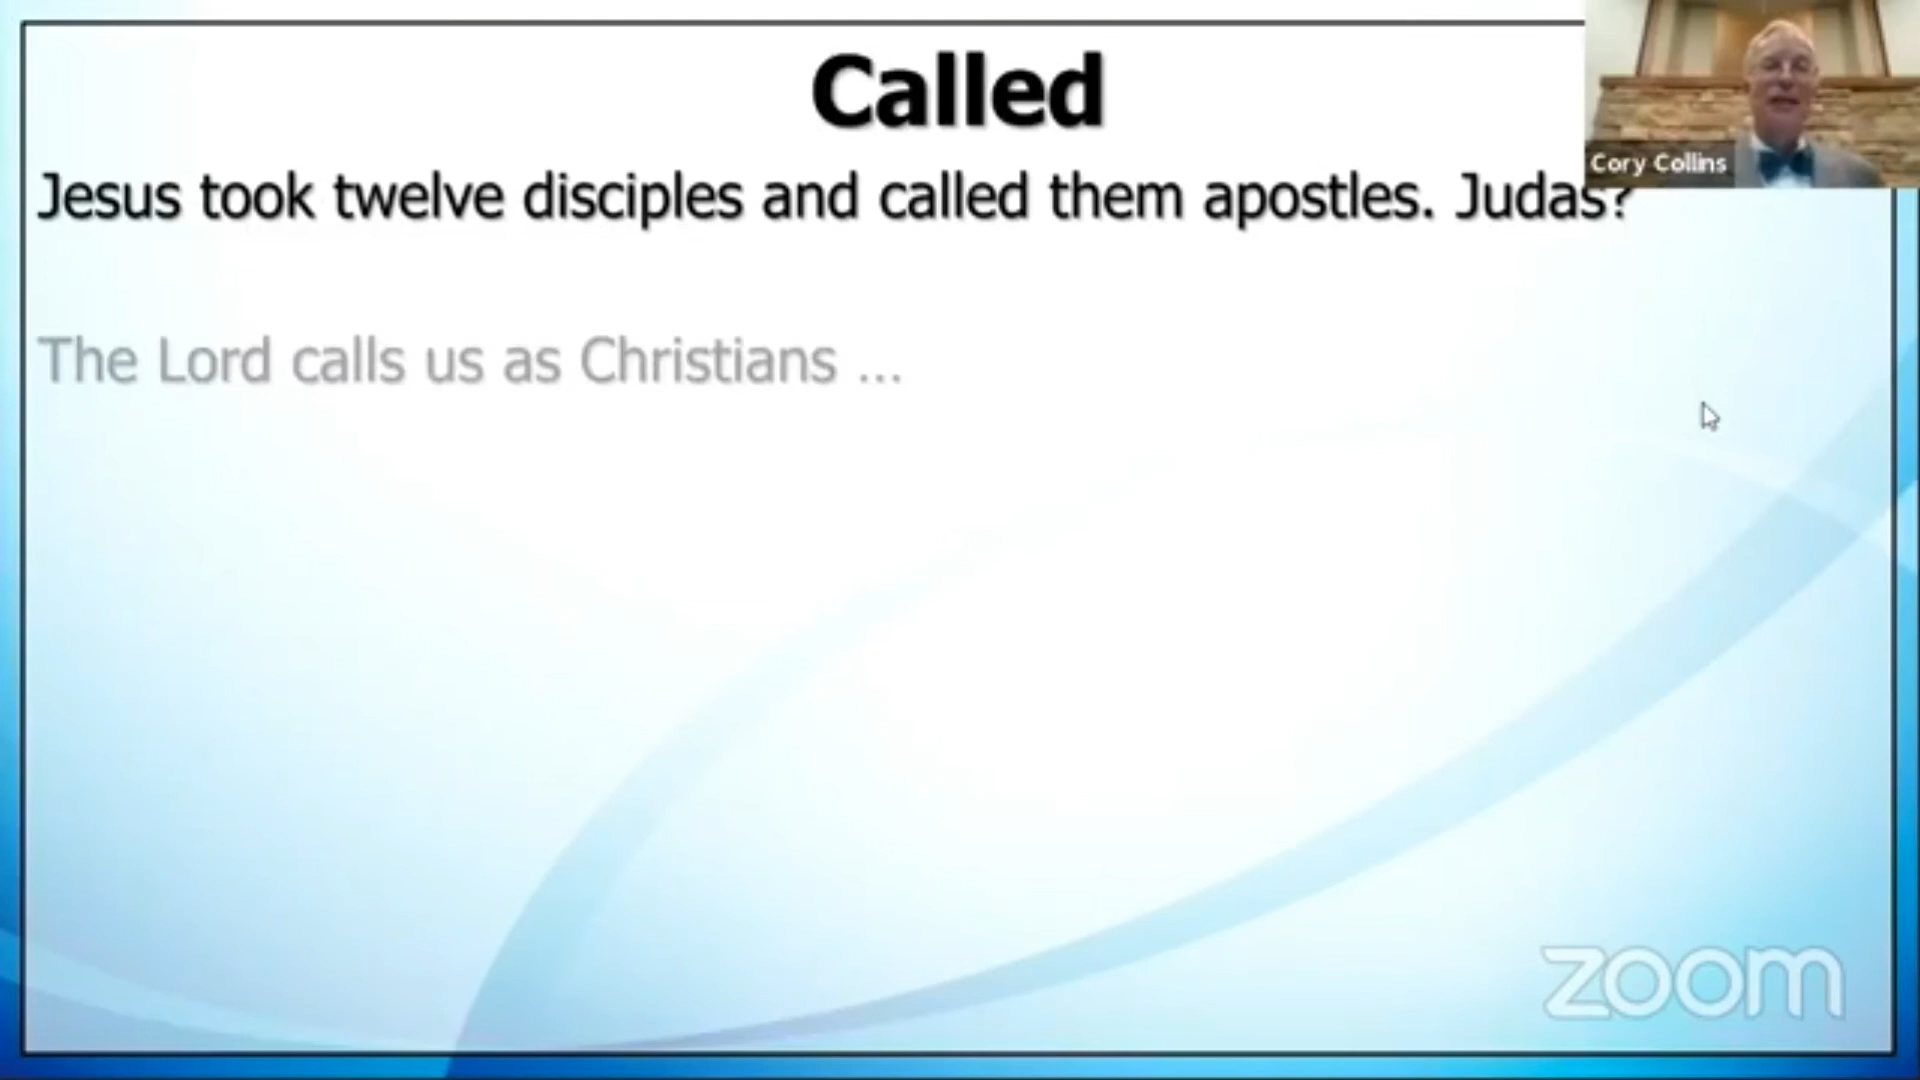 Called
Cory Collins
Jesus took twelve disciples and called them apostles. Judas?
The Lord calls us as Christians ...
zoom